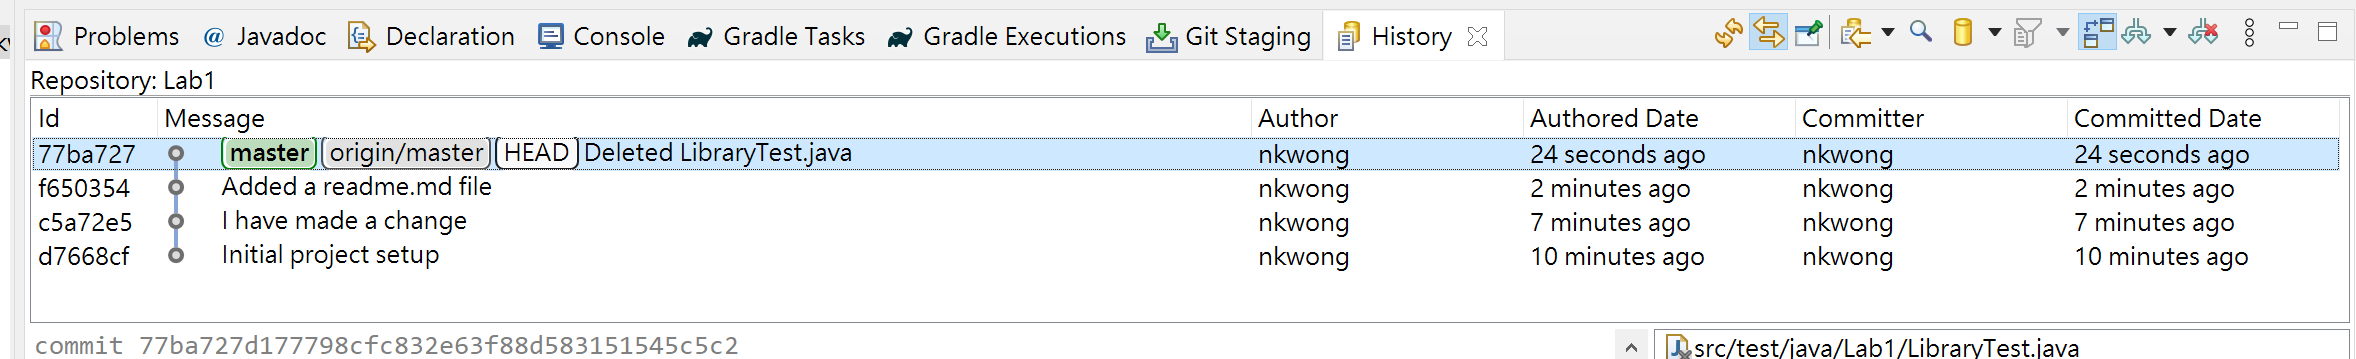 Problems @ Javadoc Declaration Console Gradle Tasks Gradle Executions Git Staging History
Repository: Lab1
Id Message Author Authored Date Committer Committed Date
77ba727 master origin/master HEAD Deleted LibraryTest.java nkwong 24 seconds ago nkwong 24 seconds ago
f650354 Added a readme.md file nkwong 2 minutes ago nkwong 2 minutes ago
c5a72e5 I have made a change nkwong 7 minutes ago nkwong 7 minutes ago
d7668cf Initial project setup nkwong 10 minutes ago nkwong 10 minutes ago
commit 77ba727d177798cfc832e63f88d583151545c5c2 src/test/java/Lab1/LibraryTest.java